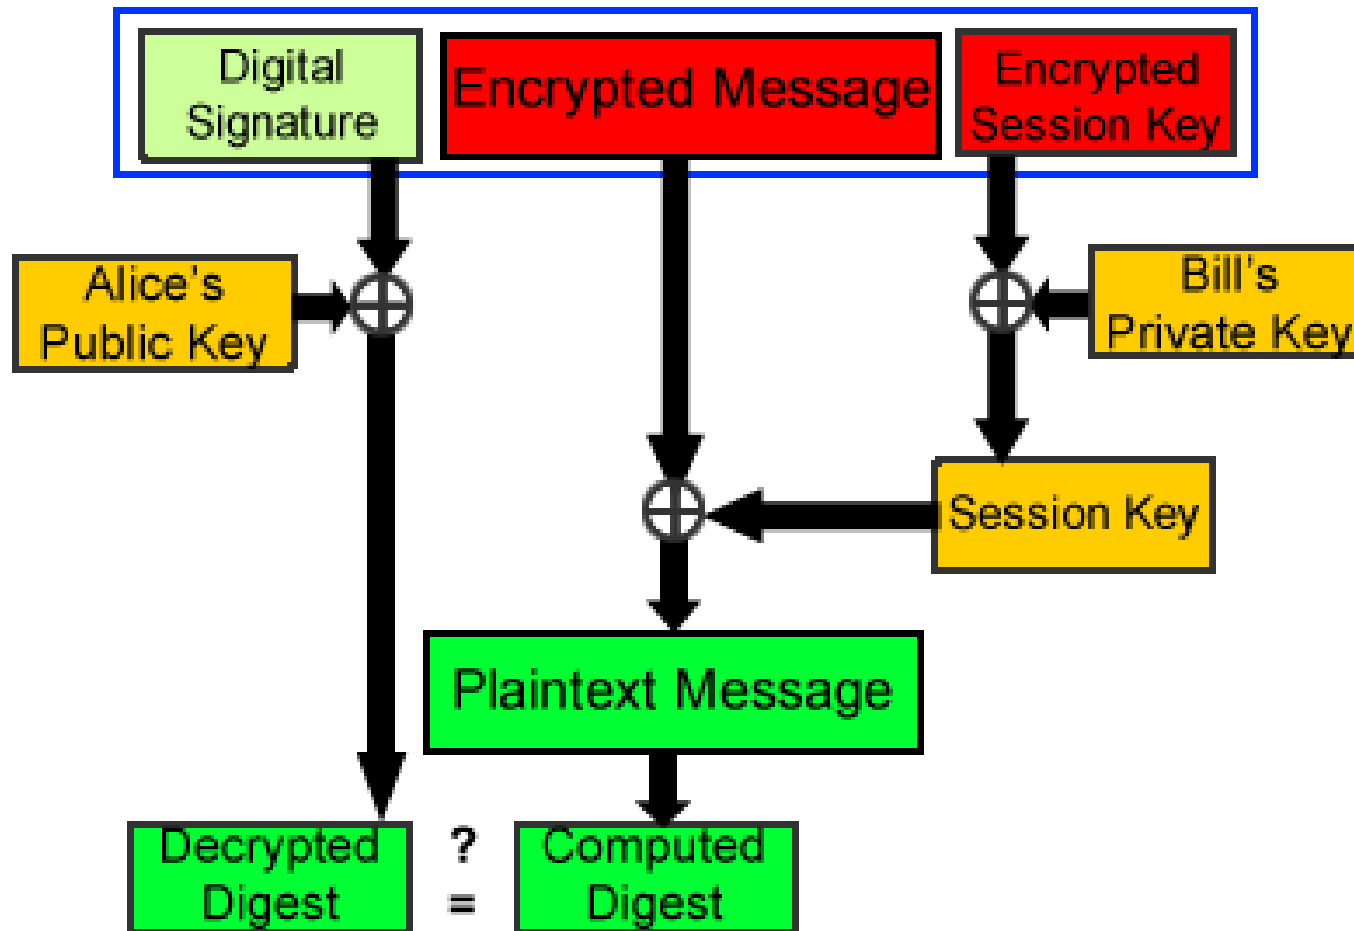 Digital
Signature
Encrypted Message
Encrypted
Session Key
Alice's
Public Key
Bill's
Private Key
Session Key
Plaintext Message
Decrypted
Digest
?
=
Computed
Digest